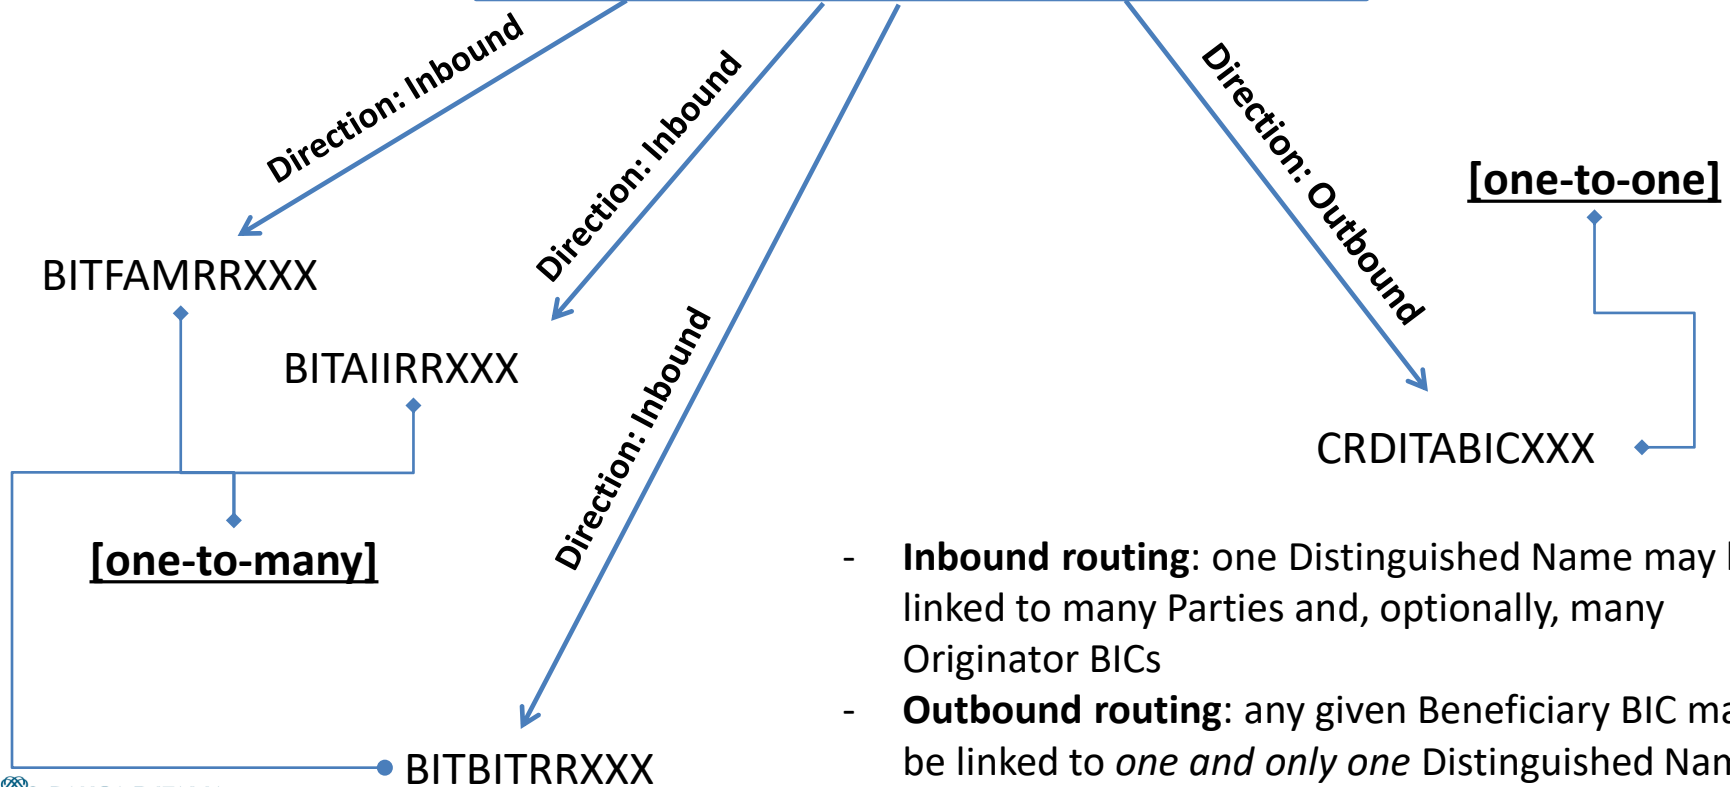 Direction: Inbound
Direction: Inbound
Direction: Outbound
[one-to-one]
BITFAMRRXXX
Direction: Inbound
BITAIIRRXXX
CRDITABICXXX
[one-to-many]
- Inbound routing: one Distinguished Name may
linked to many Parties and, optionally, many
Originator BICs
- Outbound routing: any given Beneficiary BIC
be linked to one and only one Distinguished
BITBITRRXXX